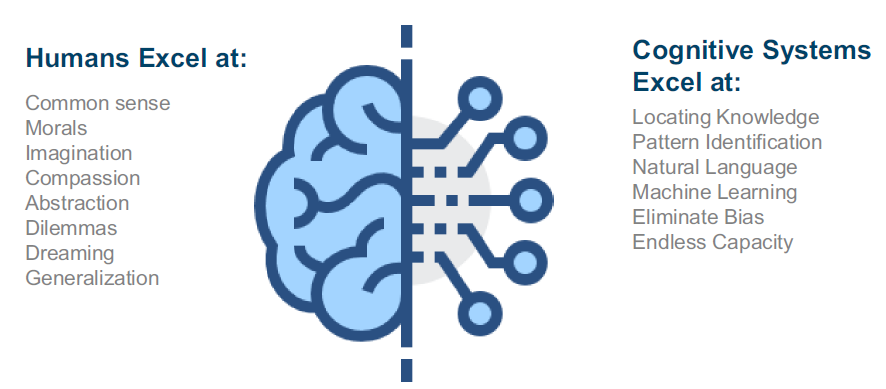 Humans Excel at:
Common sense
Morals
Imagination
Compassion
Abstraction
Dilemmas
Dreaming
Generalization
Cognitive Systems
Excel at:
Locating Knowledge
Pattern Identification
Natural Language
Machine Learning
Eliminate Bias
Endless Capacity